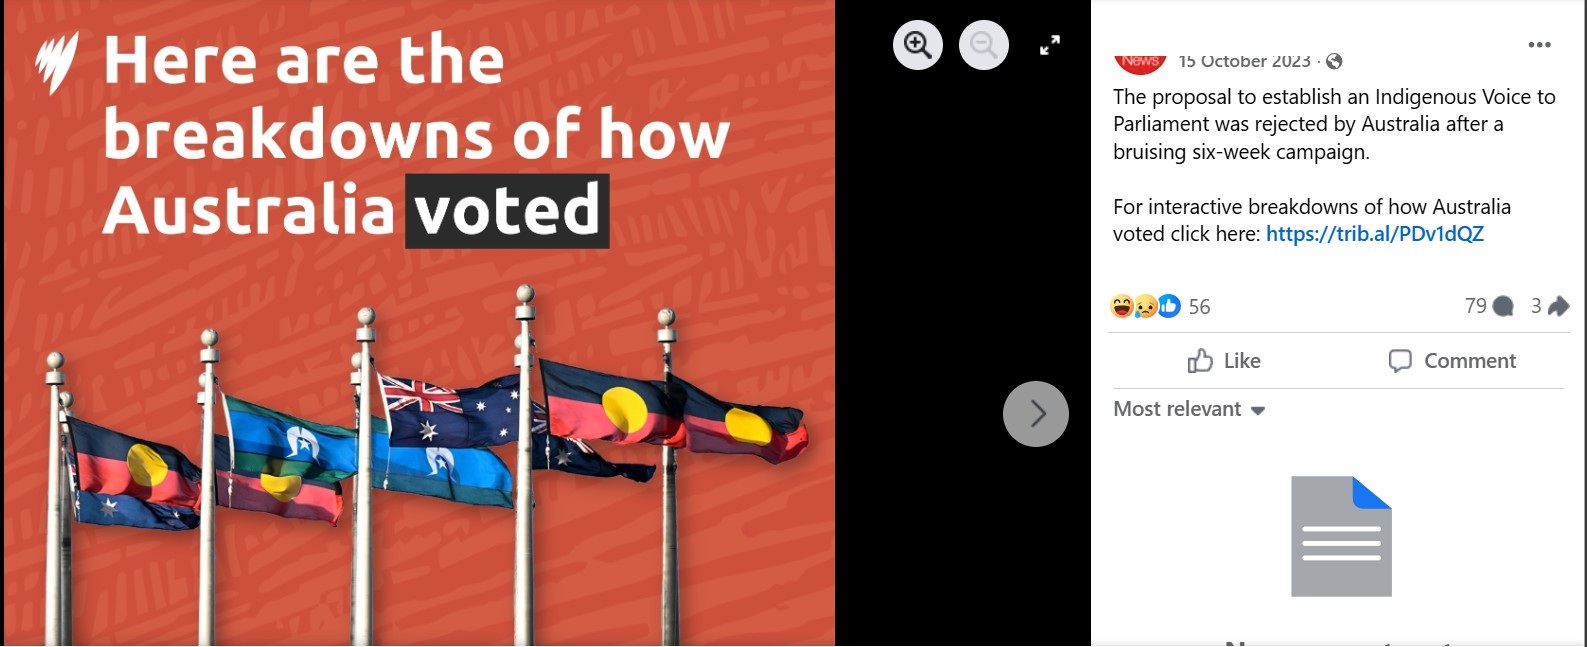 Here are the
breakdowns of how
Australia voted
News
15 October 2023 ·
The proposal to establish an Indigenous Voice to
Parliament was rejected by Australia after a
bruising six-week campaign.
For interactive breakdowns of how Australia
voted click here: https://trib.al/PDv1dQZ
56
79
3
Like
Comment
Most relevant